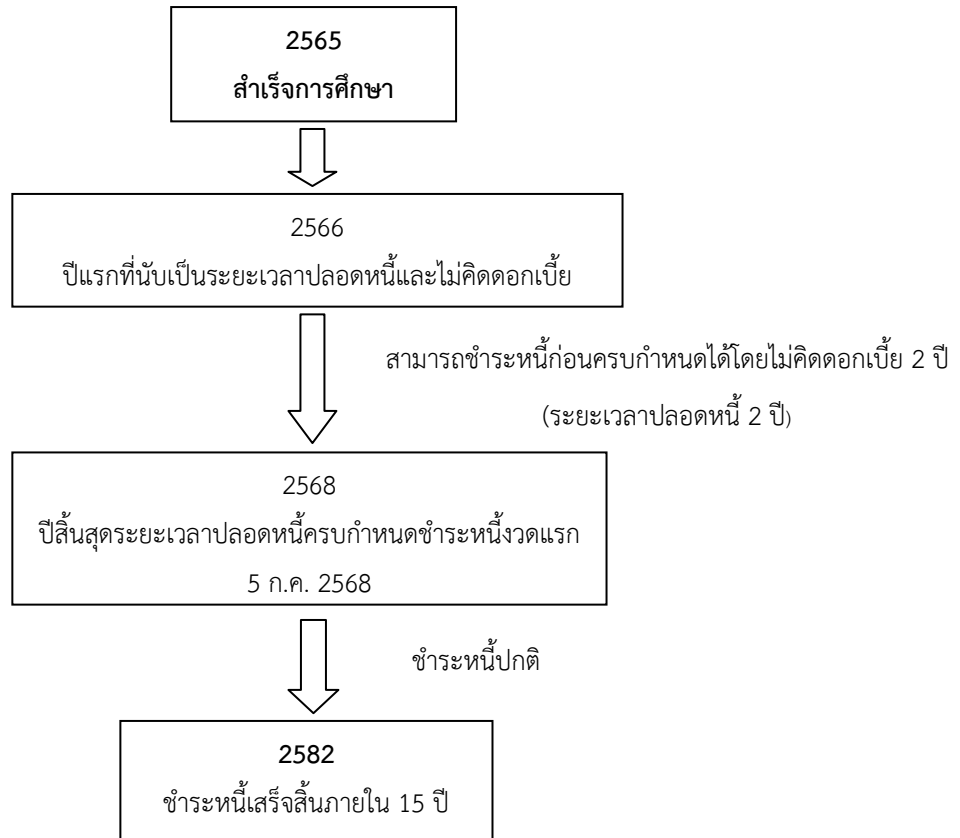 2565
สำเร็จการศึกษา
2566
ปีแรกที่นับเป็นระยะเวลาปลอดหนี้และไม่คิดดอกเบี้ย
สามารถชำระหนี้ก่อนครบกำหนดได้โดยไม่คิดดอกเบี้ย 2 ปี
(ระยะเวลาปลอดหนี้ 2 ปี)
2568
ปีสิ้นสุดระยะเวลาปลอดหนี้ครบกำหนดชำระหนี้งวดแรก
5 ก.ค. 2568
ชำระหนี้ปกติ
2582
ชำระหนี้เสร็จสิ้นภายใน 15 ปี